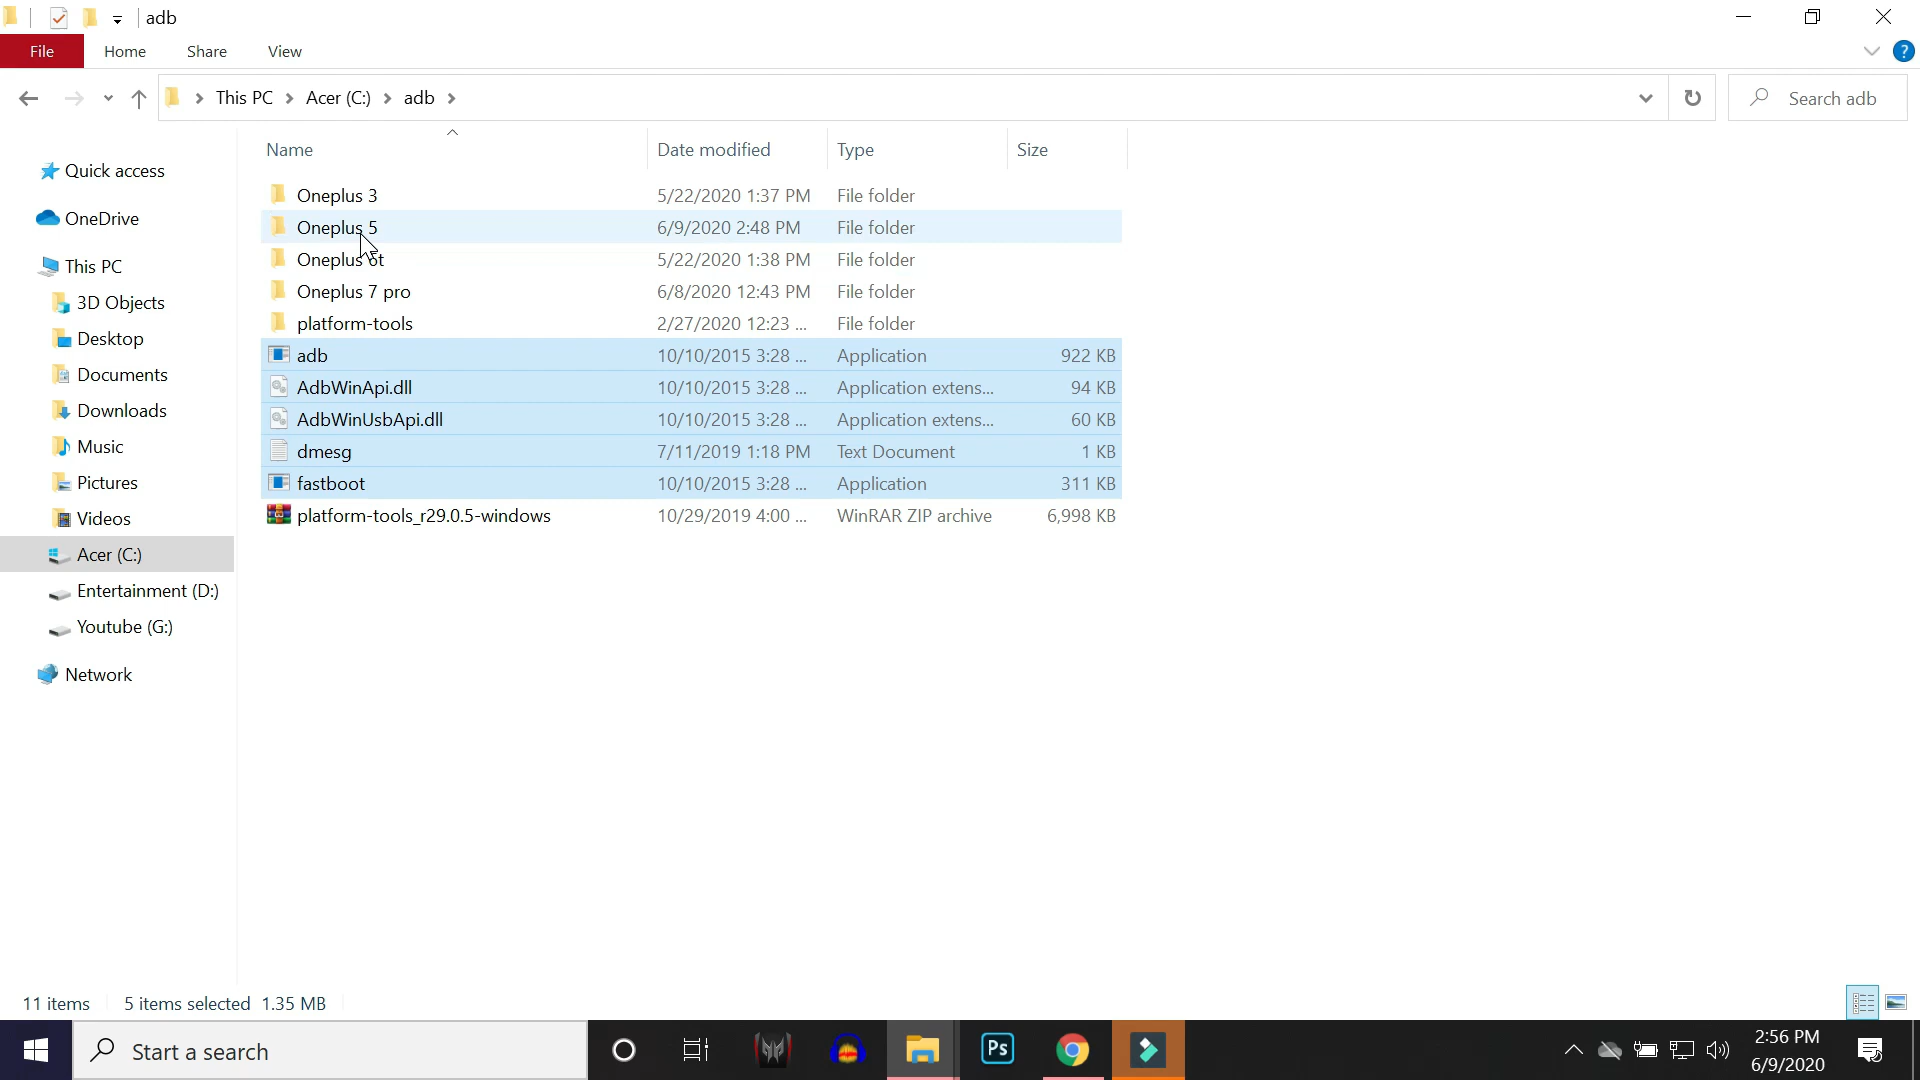 adb
File Home Share View
?
This PC Acer (C:) adb
Search adb
Name Date modified Type Size
Quick access
OneDrive
This PC
3D Objects
Desktop
Documents
Downloads
Music
Pictures
Videos
Acer (C:)
Entertainment (D:)
Youtube (G:)
Network
Oneplus 3 5/22/2020 1:37 PM File folder
Oneplus 5 6/9/2020 2:48 PM File folder
Oneplus 6t 5/22/2020 1:38 PM File folder
Oneplus 7 pro 6/8/2020 12:43 PM File folder
platform-tools 2/27/2020 12:23 ... File folder
adb 10/10/2015 3:28 ... Application 922 KB
AdbWinApi.dll 10/10/2015 3:28 ... Application extens... 94 KB
AdbWinUsbApi.dll 10/10/2015 3:28 ... Application extens... 60 KB
dmesg 7/11/2019 1:18 PM Text Document 1 KB
fastboot 10/10/2015 3:28 ... Application 311 KB
platform-tools_r29.0.5-windows 10/29/2019 4:00 ... WinRAR ZIP archive 6,998 KB
11 items 5 items selected 1.35 MB
Start a search
Ps
2:56 PM
6/9/2020